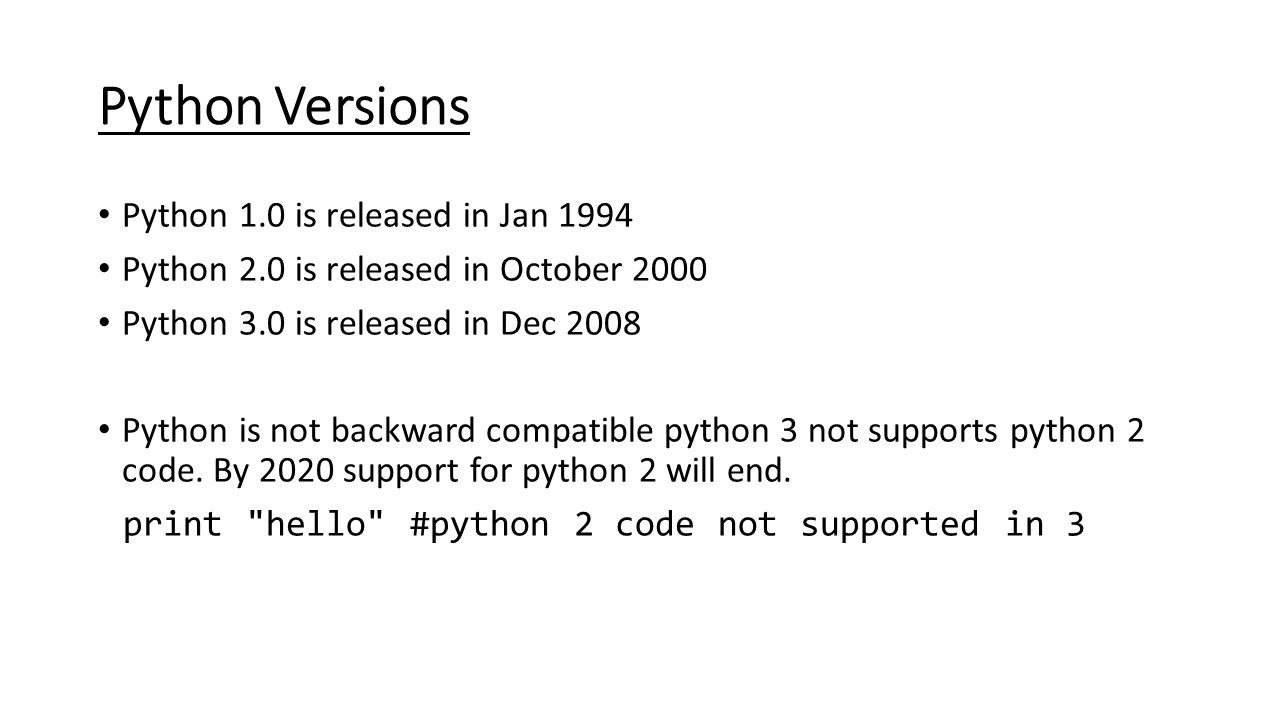 Python Versions
• Python 1.0 is released in Jan 1994
• Python 2.0 is released in October 2000
• Python 3.0 is released in Dec 2008
• Python is not backward compatible python 3 not supports python 2
code. By 2020 support for python 2 will end.
print "hello" #python 2 code not supported in 3